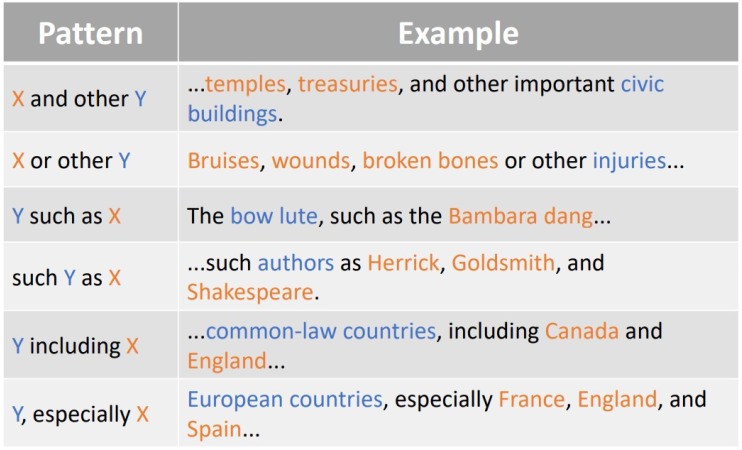 Pattern Example
X and other Y ...temples, treasuries, and other important civic
buildings.
X or other Y Bruises, wounds, broken bones or other injuries...
Y such as X The bow lute, such as the Bambara dang...
such Y as X ...such authors as Herrick, Goldsmith, and
Shakespeare.
Y including X ...common-law countries, including Canada and
England...
Y, especially X European countries, especially France, England, and
Spain...